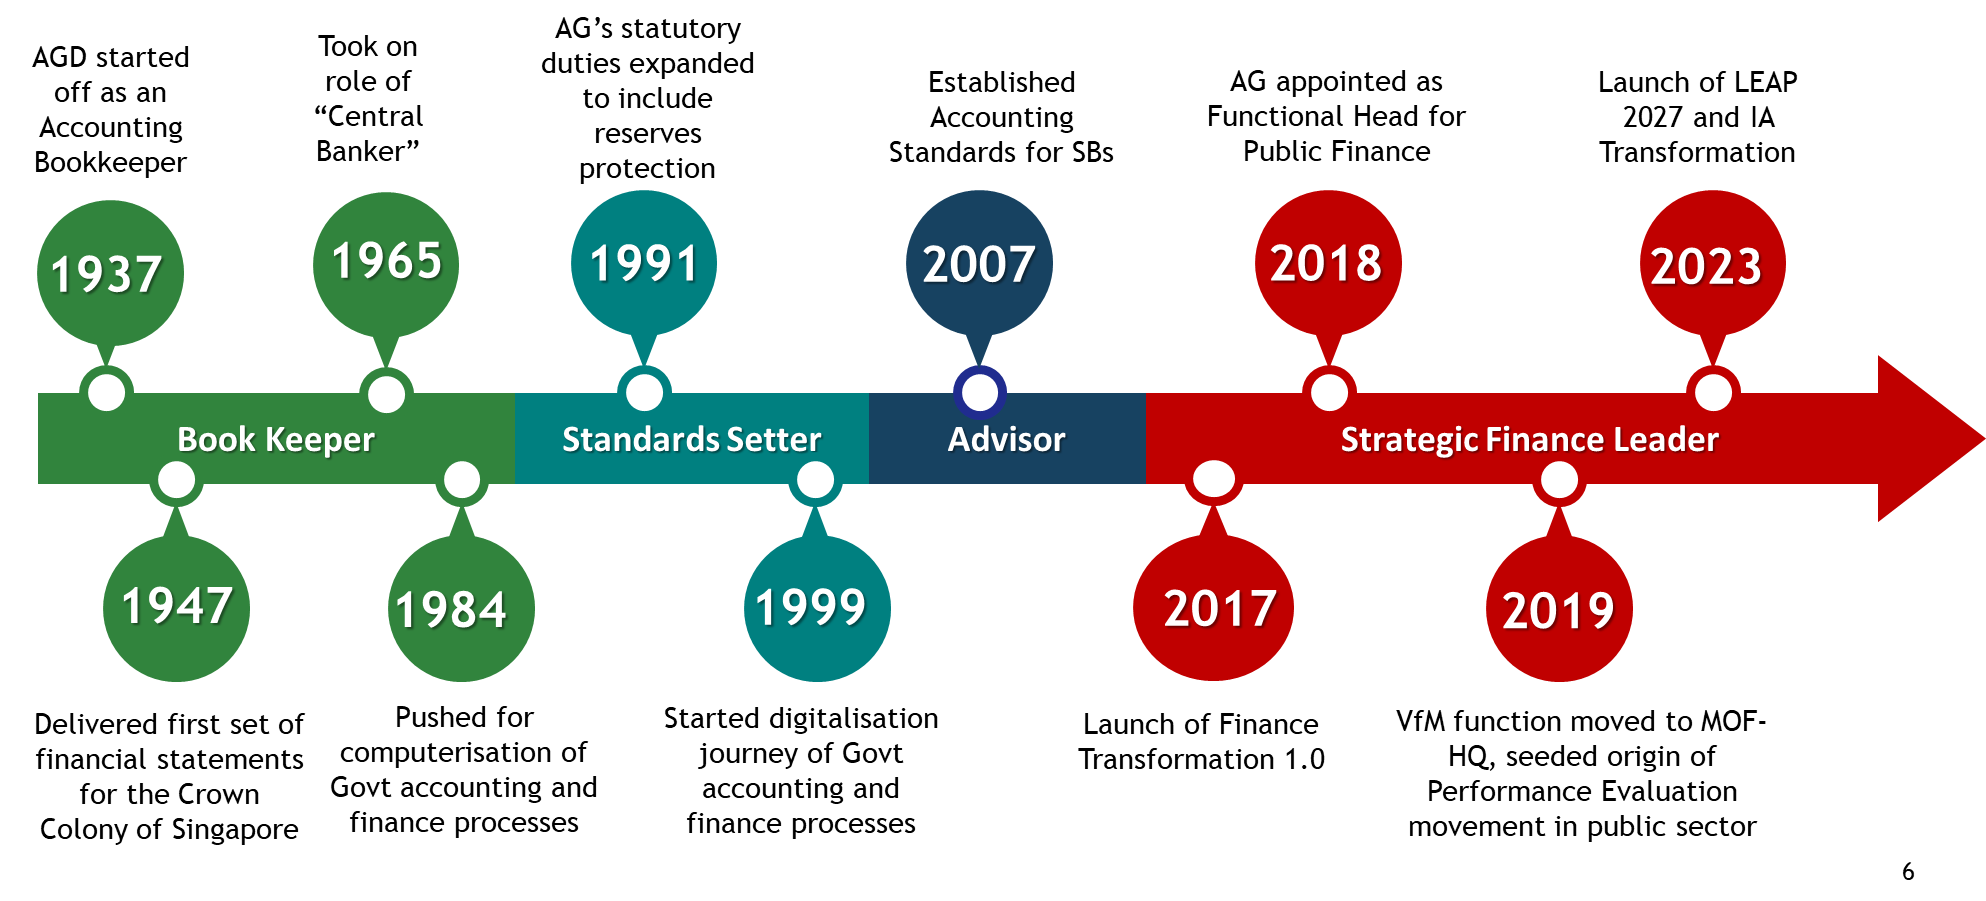 AGD started
off as an
Accounting
Bookkeeper
Took on
role of
“Central
Banker”
AG’s statutory
duties expanded
to include
reserves
protection
Established
Accounting
Standards for SBs
AG appointed as
Functional Head for
Public Finance
Launch of LEAP
2027 and IA
Transformation
1937
1965
1991
2007
2018
2023
Book Keeper
Standards Setter
Advisor
Strategic Finance Leader
1947
1984
1999
2017
2019
Delivered first set of
financial statements
for the Crown
Colony of Singapore
Pushed for
computerisation of
Govt accounting and
finance processes
Started digitalisation
journey of Govt
accounting and
finance processes
Launch of Finance
Transformation 1.0
VfM function moved to MOF-
HQ, seeded origin of
Performance Evaluation
movement in public sector
6